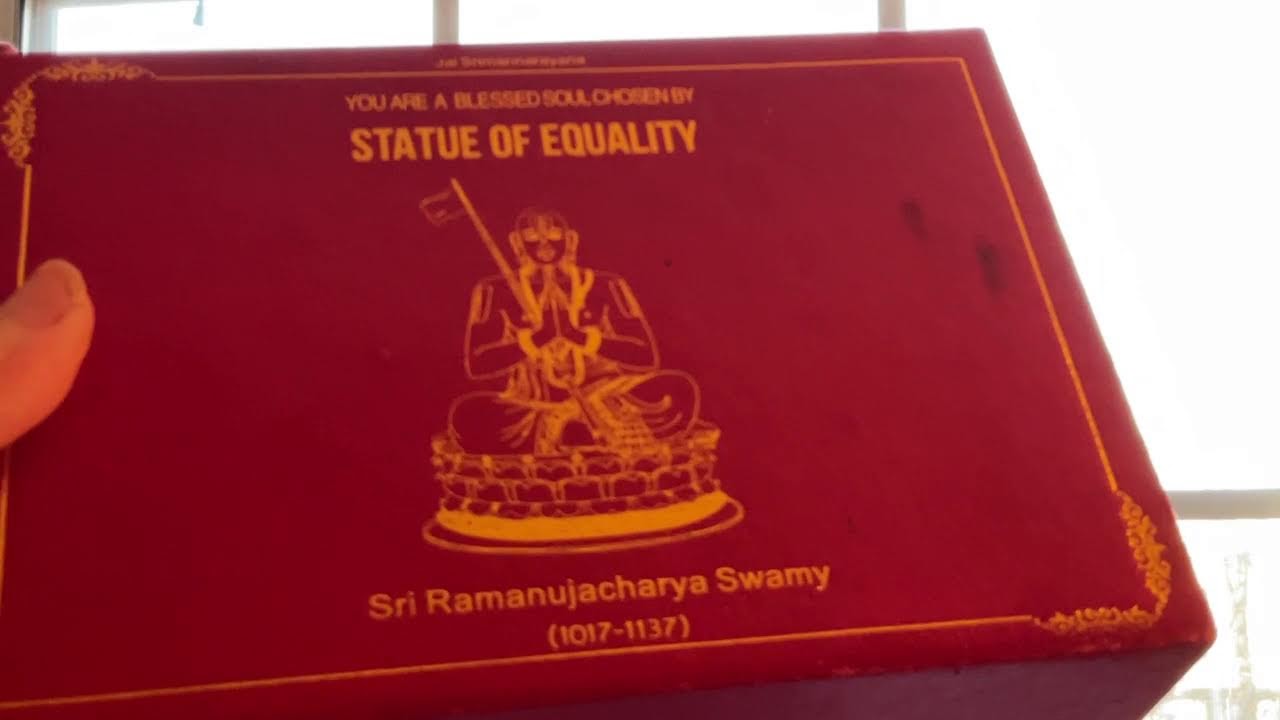 Jai Srimannarayana
YOU ARE A BLESSED SOUL CHOSEN BY
STATUE OF EQUALITY
Sri Ramanujacharya Swamy
(1017-1137)